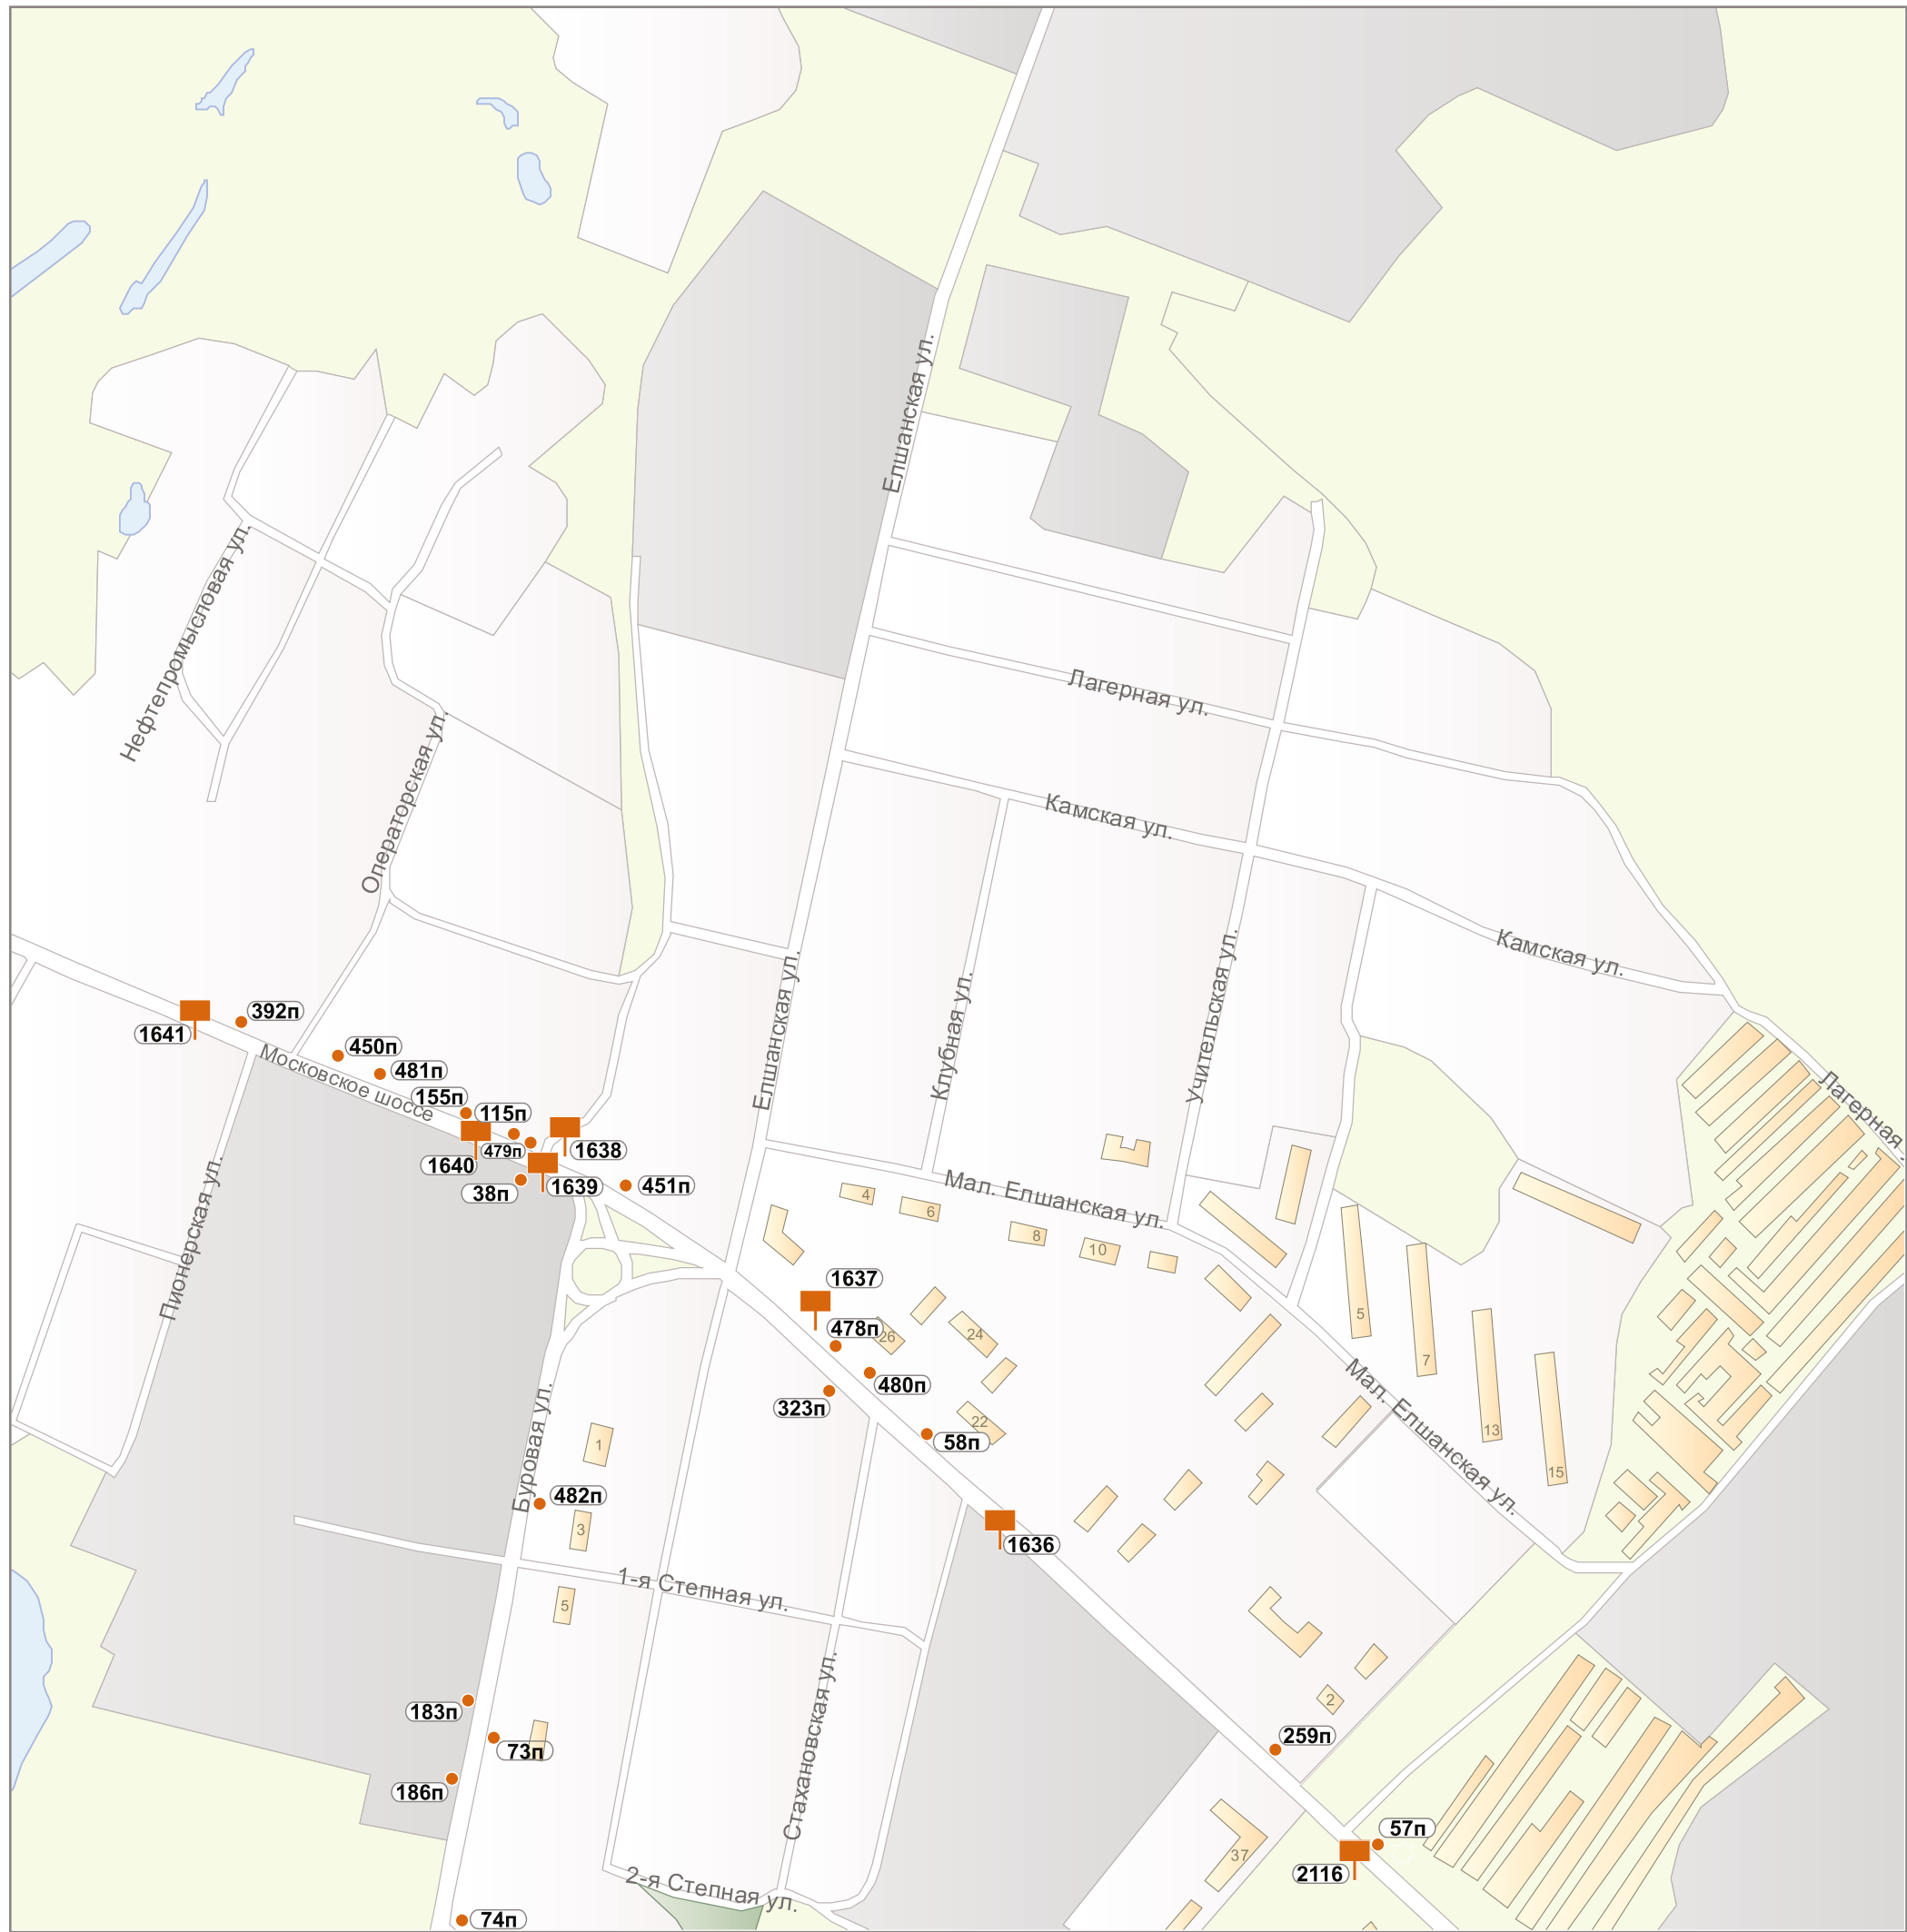 Елшанская ул.
Нефтепромысловая ул.
Лагерная ул.
Операторская ул.
Камская ул.
Камская ул.
Елшанская ул.
Клубная ул.
Учительская ул.
392п
1641
450п
Московское шоссе
481п
155п
115п
479п
1640
1638
38п
1639
451п
Лагерная
Пионерская ул.
Мал. Елшанская ул.
4
6
8
10
1637
478п
26
24
5
7
480п
323п
Мал. Елшанская ул.
22
58п
13
15
Буровая ул.
1
482п
3
1636
1-я Степная ул.
5
Стахановская ул.
2
183п
73п
259п
186п
57п
37
2116
2-я Степная ул.
74п